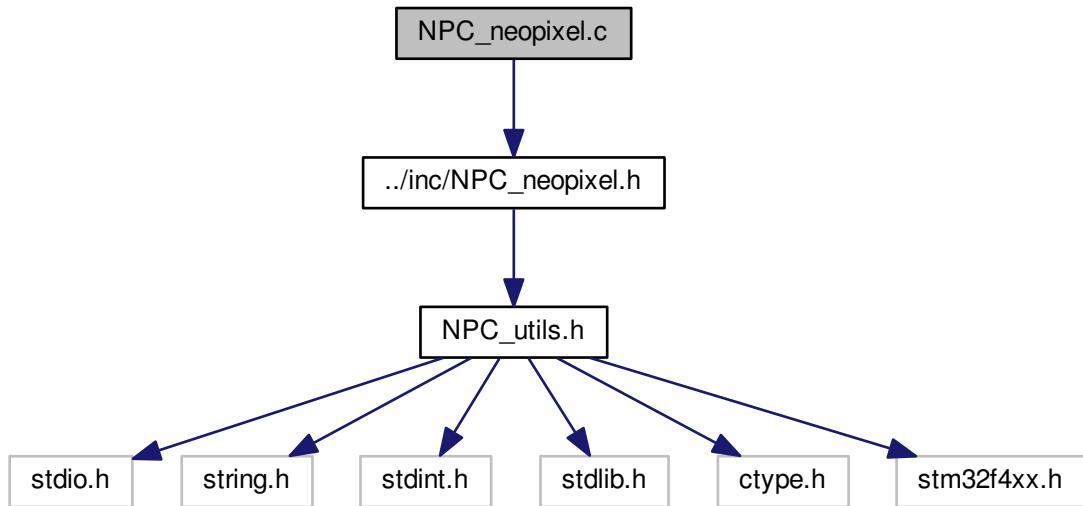 NPC_neopixel.c
../inc/NPC_neopixel.h
NPC_utils.h
stdio.h
string.h
stdint.h
stdlib.h
ctype.h
stm32f4xx.h